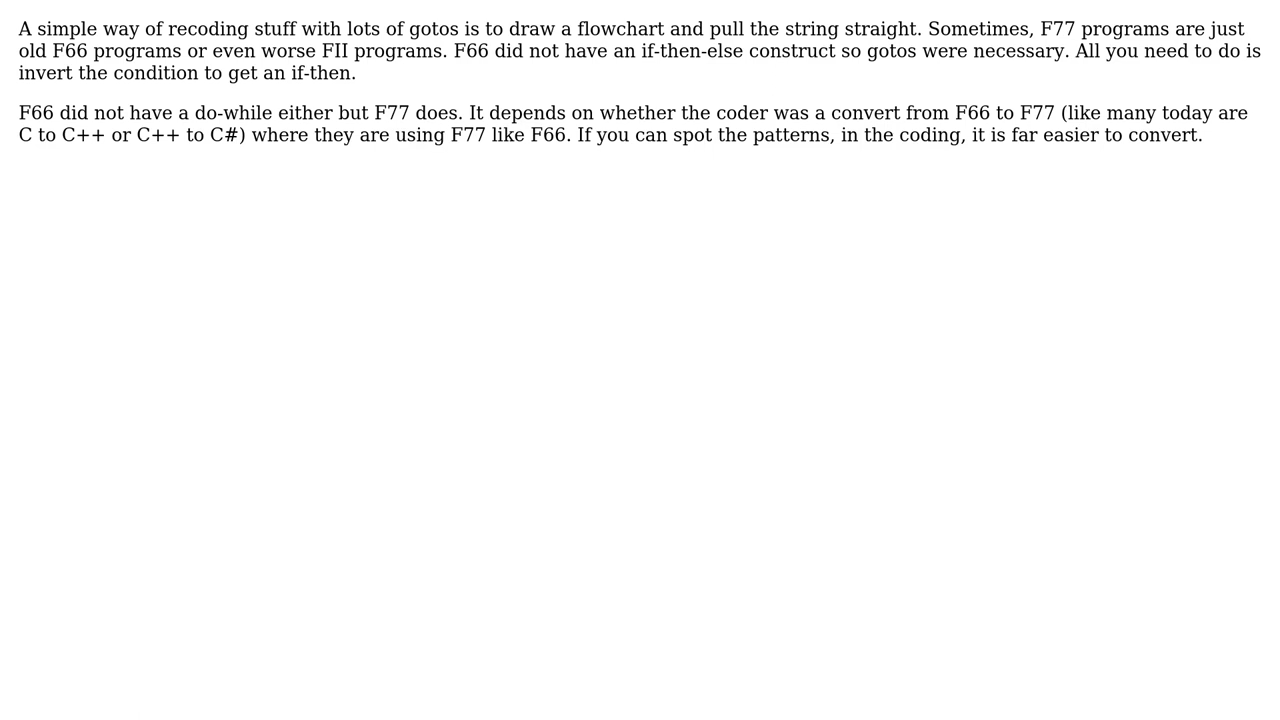 A simple way of recoding stuff with lots of gotos is to draw a flowchart and pull the string straight. Sometimes, F77 programs are just
old F66 programs or even worse FII programs. F66 did not have an if-then-else construct so gotos were necessary. All you need to do is
invert the condition to get an if-then.
F66 did not have a do-while either but F77 does. It depends on whether the coder was a convert from F66 to F77 (like many today are
C to C++ or C++ to C#) where they are using F77 like F66. If you can spot the patterns, in the coding, it is far easier to convert.